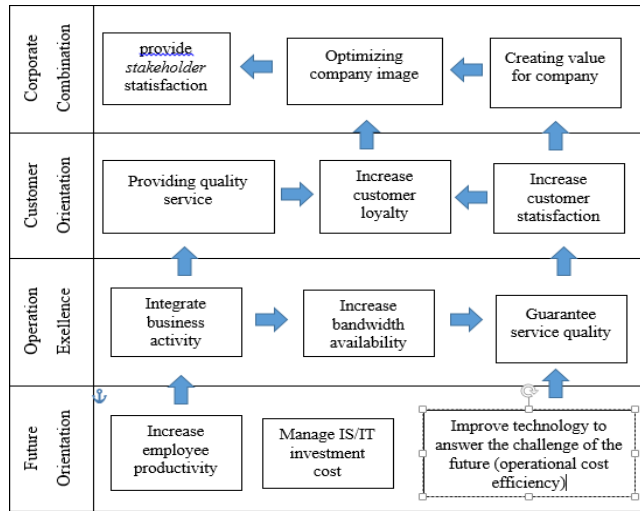 Corporate
Combination
provide
stakeholder
statisfaction
Optimizing
company image
Creating value
for company
Customer
Orientation
Providing quality
service
Increase
customer
loyalty
Increase
customer
statisfaction
Operation
Exellence
Integrate
business
activity
Increase
bandwidth
availability
Guarantee
service quality
Future
Orientation
Increase
employee
productivity
Manage IS/IT
investment
cost
Improve technology to
answer the challenge of the
future (operational cost
efficiency)